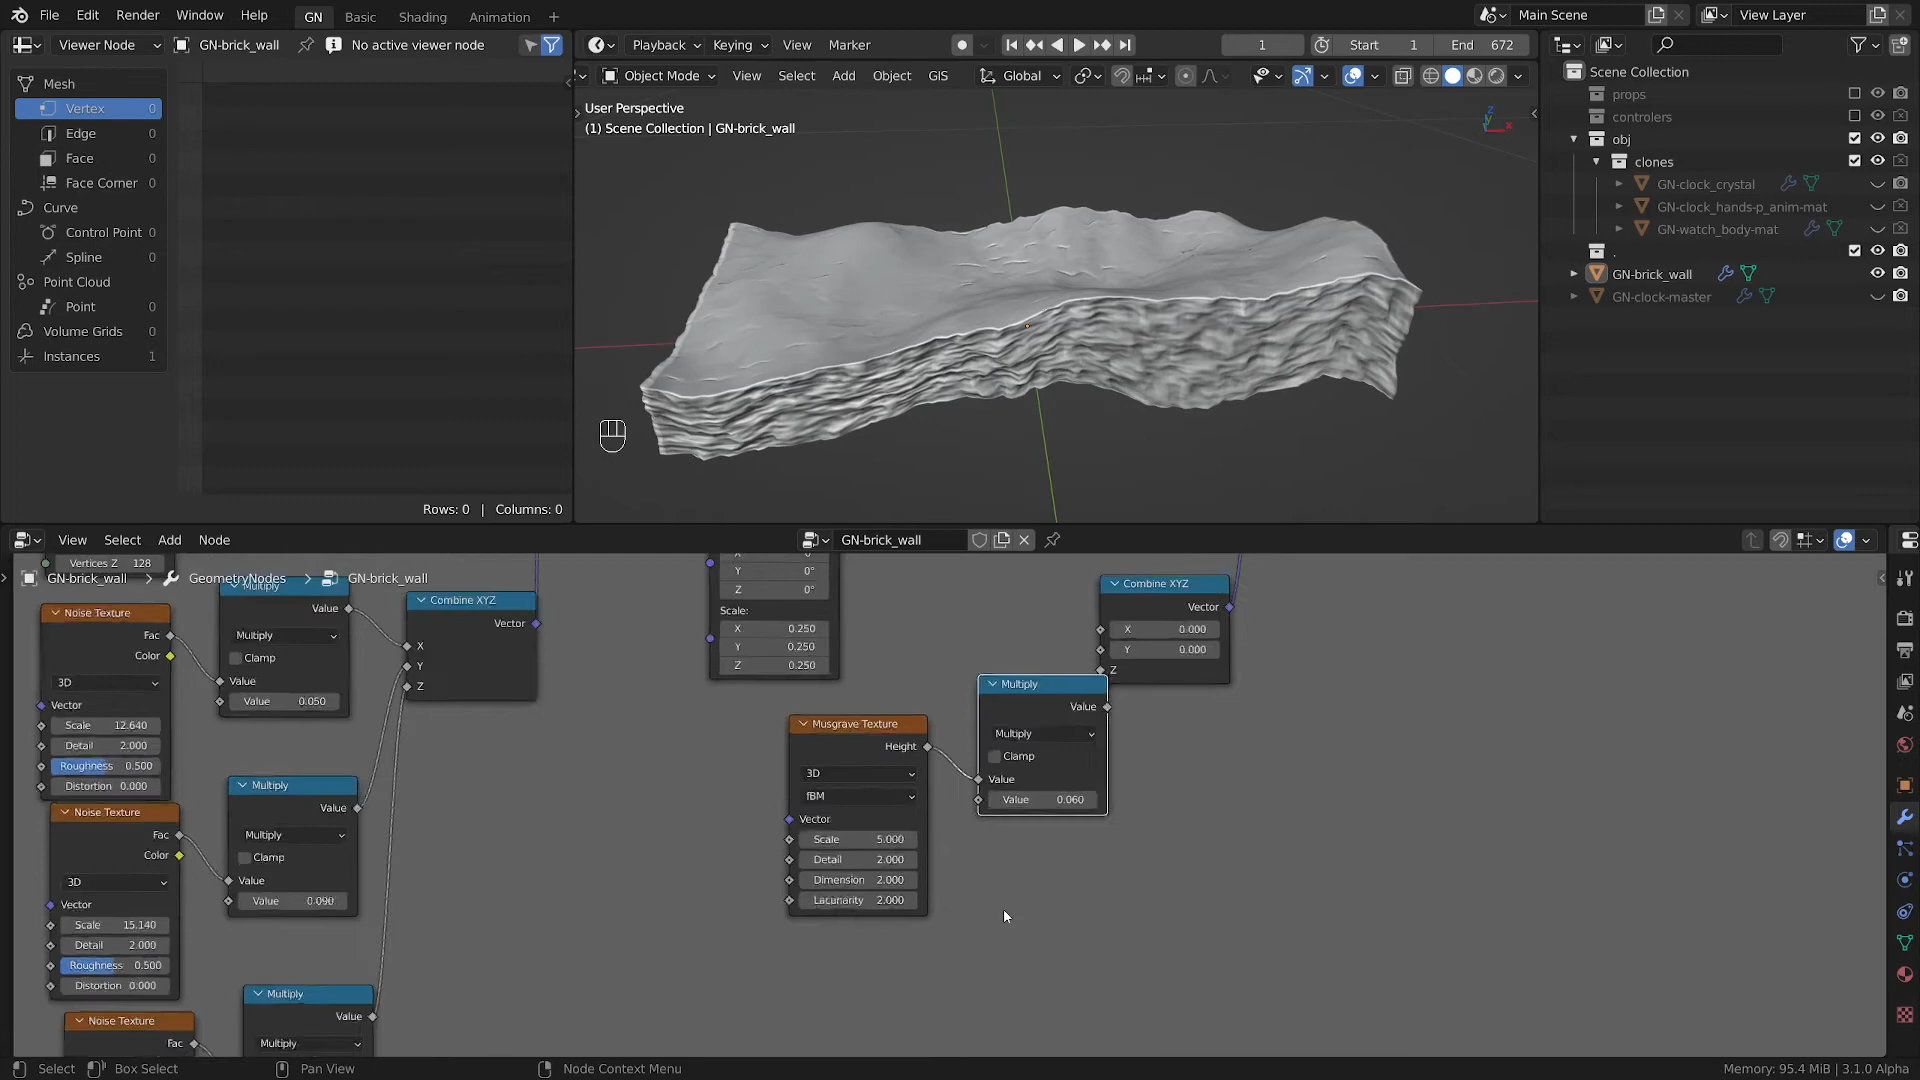 File Edit Render Window Help GN Basic Shading Animation + Main Scene View Layer
Viewer Node GN-brick_wall No active viewer node Playback Keying View Marker 1 Start 1 End 672
Object Mode View Select Add Object GIS Global
Mesh
Vertex 0
Edge 0
Face 0
Face Corner 0
Curve
Control Point 0
Spline 0
Point Cloud
Point 0
Volume Grids 0
Instances 1
Rows: 0 | Columns: 0
User Perspective
(1) Scene Collection | GN-brick_wall
Z
Y
X
Scene Collection
props
controlers
obj
clones
GN-clock_crystal
GN-clock_hands-p_anim-mat
GN-watch_body-mat
.
GN-brick_wall
GN-clock-master
View Select Add Node GN-brick_wall
Vertices Z 128
GN-brick_wall > GeometryNodes > GN-brick_wall
Noise Texture
Fac
Color
3D
Vector
Scale 12.640
Detail 2.000
Roughness 0.500
Distortion 0.000
Multiply
Value
Multiply
Clamp
Value
Value 0.050
Combine XYZ
Vector
X
Y
Z
Noise Texture
Fac
Color
3D
Vector
Scale 15.140
Detail 2.000
Roughness 0.500
Distortion 0.000
Multiply
Value
Multiply
Clamp
Value
Value 0.090
Noise Texture
Fac
Multiply
Value
Multiply
X 0°
Y 0°
Z 0°
Scale:
X 0.250
Y 0.250
Z 0.250
Musgrave Texture
Height
3D
fBM
Vector
Scale 5.000
Detail 2.000
Dimension 2.000
Lacunarity 2.000
Multiply
Value
Multiply
Clamp
Value
Value 0.060
Combine XYZ
Vector
X 0.000
Y 0.000
Z
Select Box Select Pan View Node Context Menu Memory: 95.4 MiB | 3.1.0 Alpha